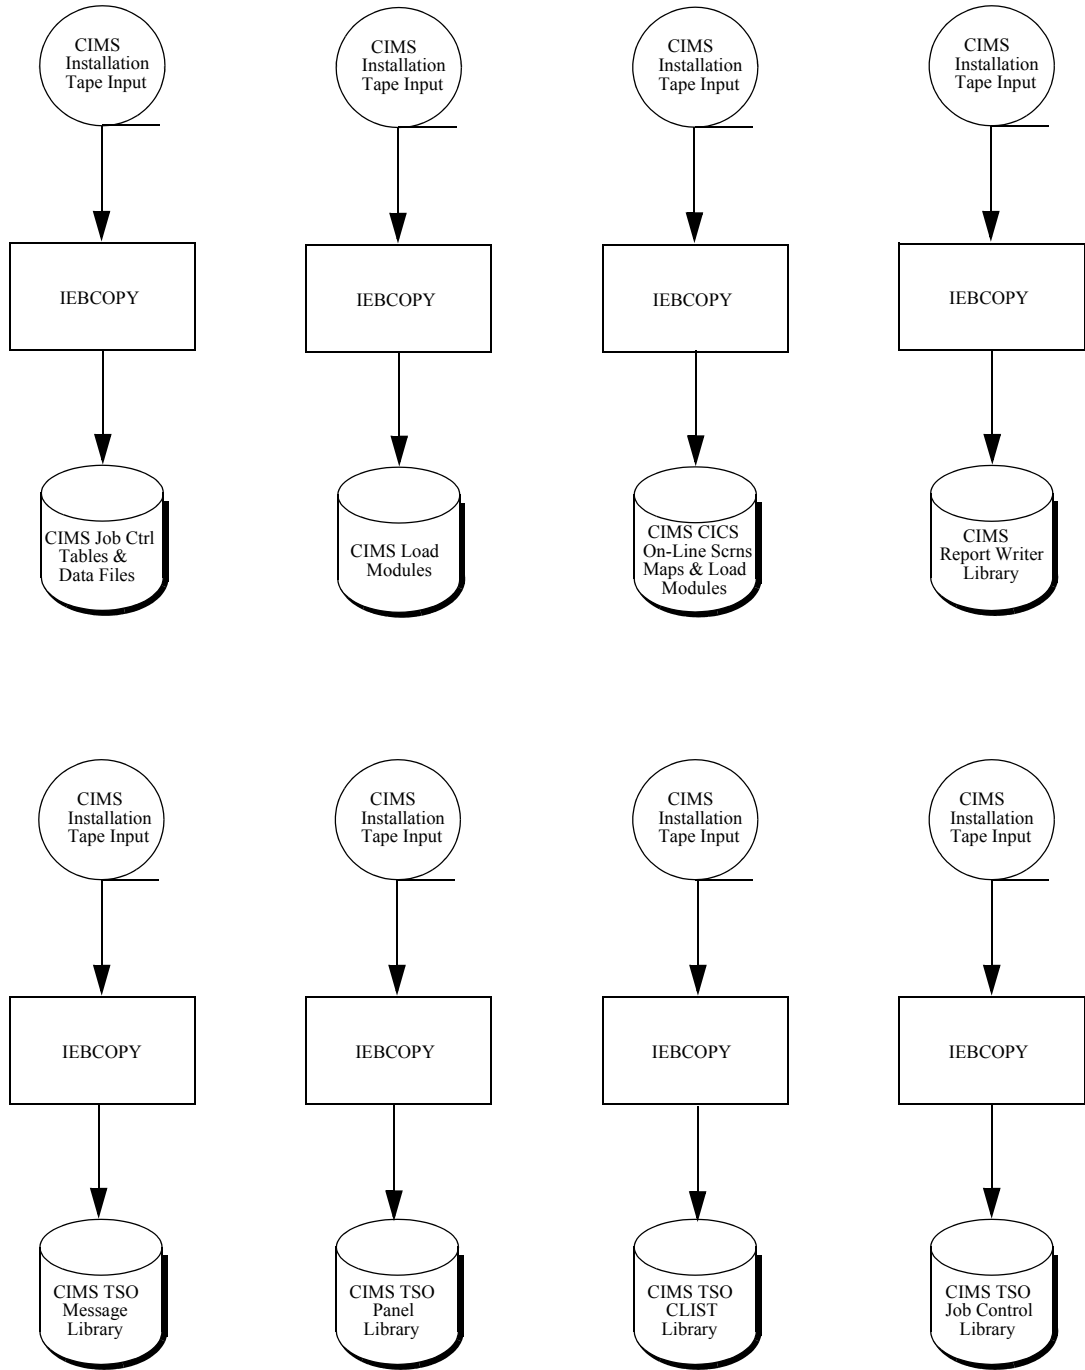 CIMS
Installation
Tape Input
CIMS
Installation
Tape Input
CIMS
Installation
Tape Input
CIMS
Installation
Tape Input
IEBCOPY
IEBCOPY
IEBCOPY
IEBCOPY
CIMS Job Ctrl
Tables &
Data Files
CIMS Load
Modules
CIMS CICS
On-Line Scrns
Maps & Load
Modules
CIMS
Report Writer
Library
CIMS
Installation
Tape Input
CIMS
Installation
Tape Input
CIMS
Installation
Tape Input
CIMS
Installation
Tape Input
IEBCOPY
IEBCOPY
IEBCOPY
IEBCOPY
CIMS TSO
Message
Library
CIMS TSO
Panel
Library
CIMS TSO
CLIST
Library
CIMS TSO
Job Control
Library